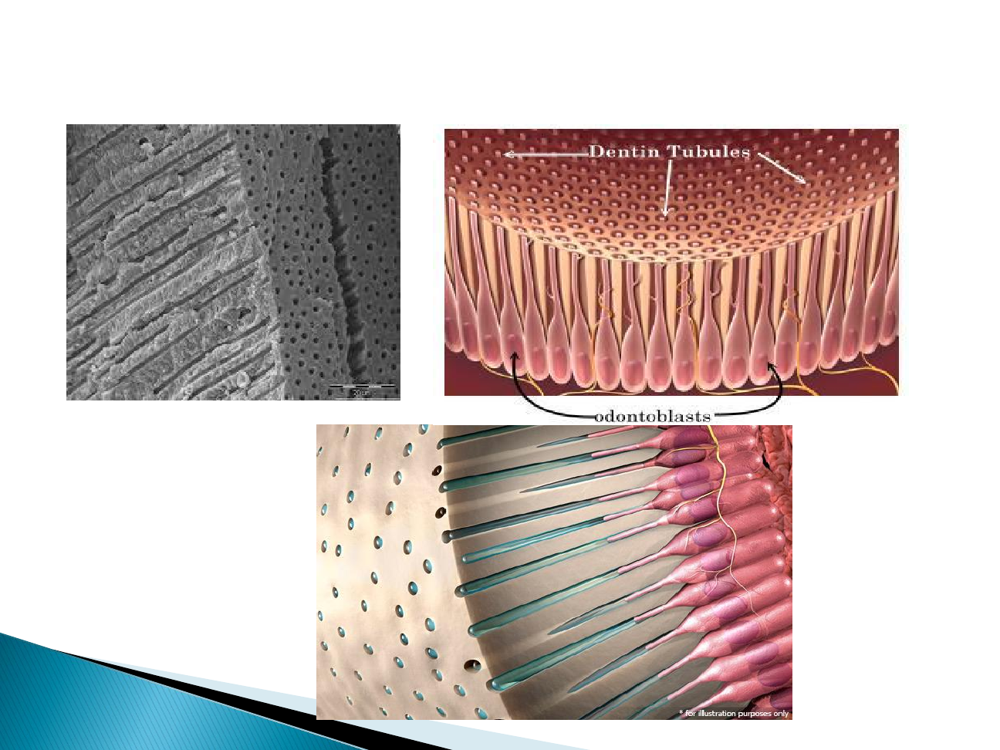 Dentin Tubules
odontoblasts
* for illustration purposes only